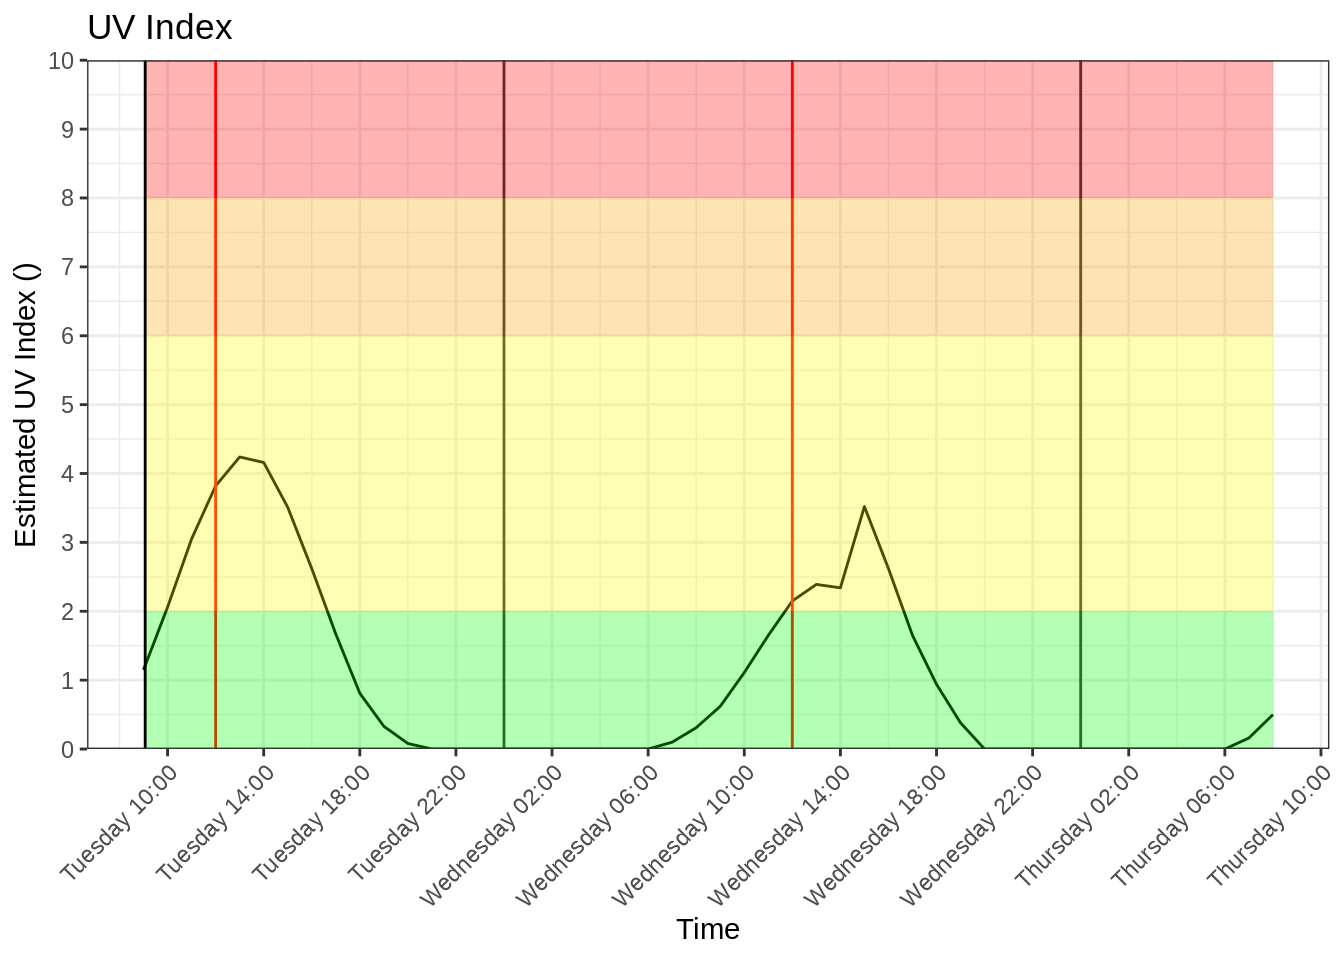 UV Index
Estimated UV Index ()
10
9
8
7
6
5
4
3
2
1
0
Tuesday 10:00
Tuesday 14:00
Tuesday 18:00
Tuesday 22:00
Wednesday 02:00
Wednesday 06:00
Wednesday 10:00
Wednesday 14:00
Wednesday 18:00
Wednesday 22:00
Thursday 02:00
Thursday 06:00
Thursday 10:00
Time